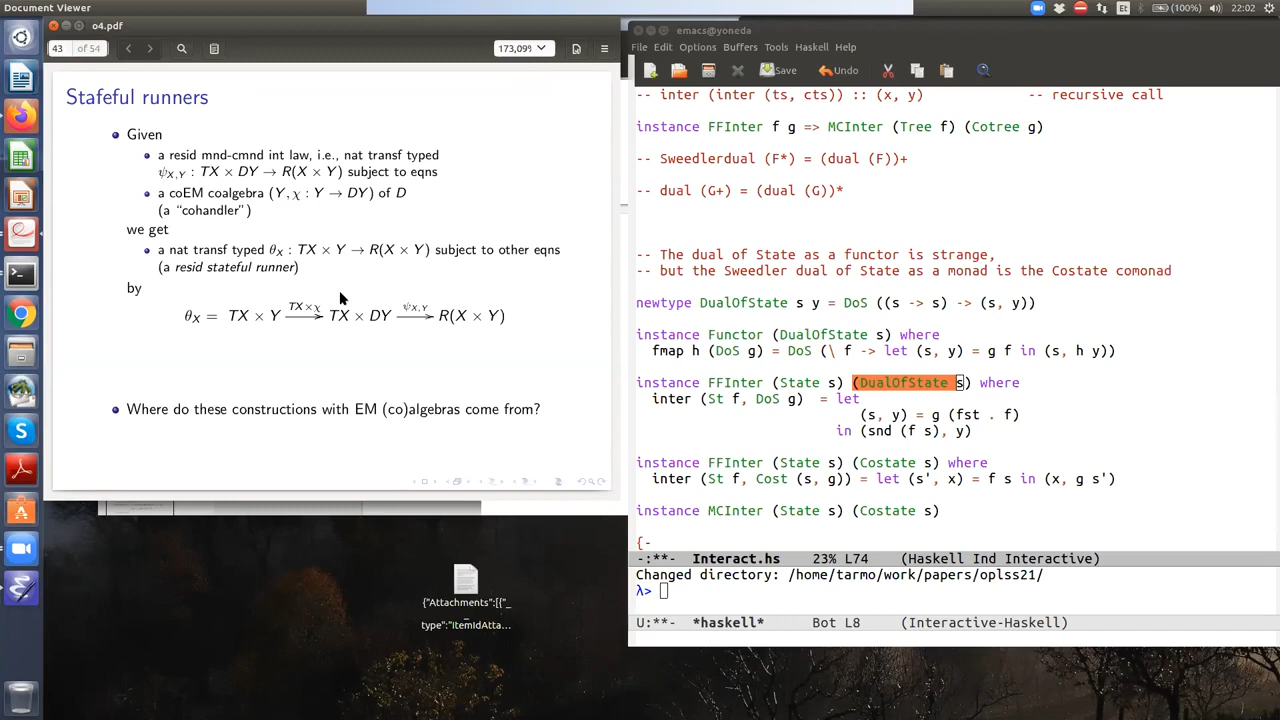 Document Viewer
Et
(100%)
22:02
o4.pdf
43
of 54
173,09%
Stafeful runners
Given
a resid mnd-cmnd int law, i.e., nat transf typed
ψX,Y : TX × DY → R(X × Y) subject to eqns
a coEM coalgebra (Y, χ : Y → DY) of D
(a “cohandler”)
we get
a nat transf typed θX : TX × Y → R(X × Y) subject to other eqns
(a resid stateful runner)
by
θX = TX × Y TX×χ → TX × DY ψX,Y → R(X × Y)
Where do these constructions with EM (co)algebras come from?
{"Attachments":[{"_
_
type":"ItemIdAtta...
emacs@yoneda
File Edit Options Buffers Tools Haskell Help
Save
Undo
-- inter (inter (ts, cts)) :: (x, y) -- recursive call
instance FFInter f g => MCInter (Tree f) (Cotree g)
-- Sweedlerdual (F*) = (dual (F))+
-- dual (G+) = (dual (G))*
-- The dual of State as a functor is strange,
-- but the Sweedler dual of State as a monad is the Costate comonad
newtype DualOfState s y = DoS ((s -> s) -> (s, y))
instance Functor (DualOfState s) where
fmap h (DoS g) = DoS (\ f -> let (s, y) = g f in (s, h y))
instance FFInter (State s) (DualOfState s) where
inter (St f, DoS g) = let
(s, y) = g (fst . f)
in (snd (f s), y)
instance FFInter (State s) (Costate s) where
inter (St f, Cost (s, g)) = let (s', x) = f s in (x, g s')
instance MCInter (State s) (Costate s)
{-
-:**- Interact.hs 23% L74 (Haskell Ind Interactive)
Changed directory: /home/tarmo/work/papers/oplss21/
λ>
U:**- *haskell* Bot L8 (Interactive-Haskell)